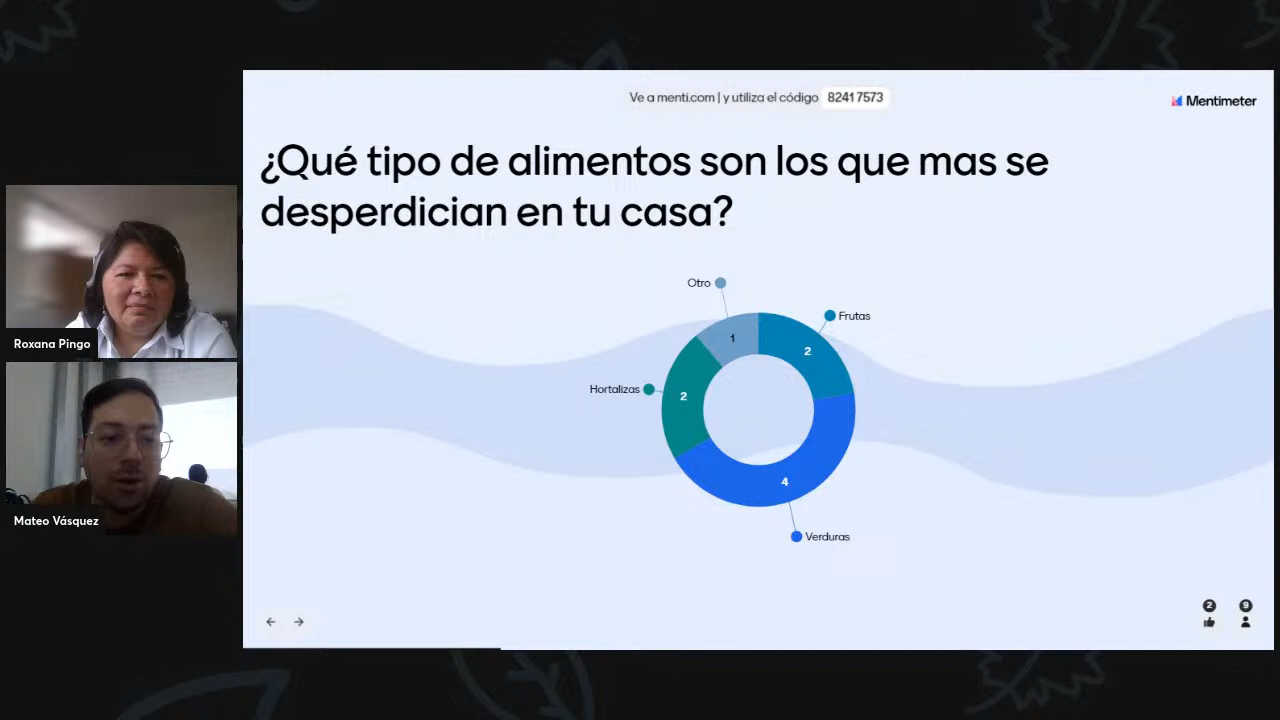 Ve a menti.com | y utiliza el código 8241 7573
Mentimeter
¿Qué tipo de alimentos son los que mas se
desperdician en tu casa?
Otro
1
Frutas
2
Hortalizas
2
4
Verduras
Roxana Pingo
Mateo Vásquez
2 9